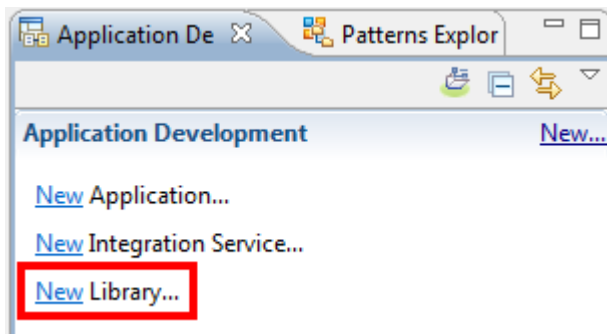 Application De Patterns Explor
Application Development New...
New Application...
New Integration Service...
New Library...